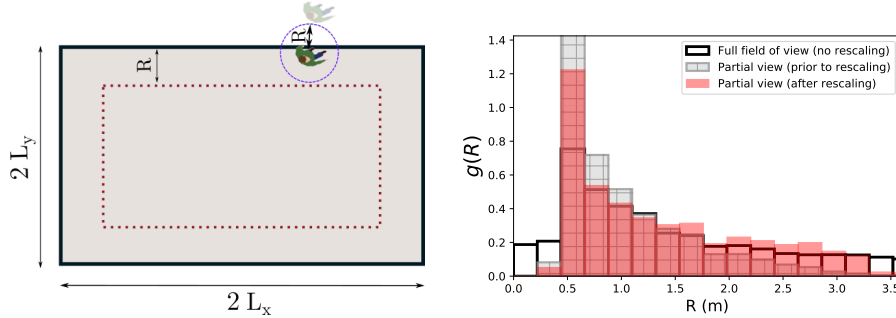 R
R
2 Ly
2 Lx
Full field of view (no rescaling)
Partial view (prior to rescaling)
Partial view (after rescaling)
g(R)
1.4
1.2
1.0
0.8
0.6
0.4
0.2
0.0
0.0 0.5 1.0 1.5 2.0 2.5 3.0 3.5
R (m)